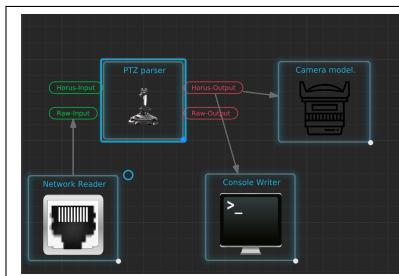 PTZ parser
Camera model.
Horus-Input
Horus-Output
Raw-Input
Raw-Output
Network Reader
Console Writer
>_